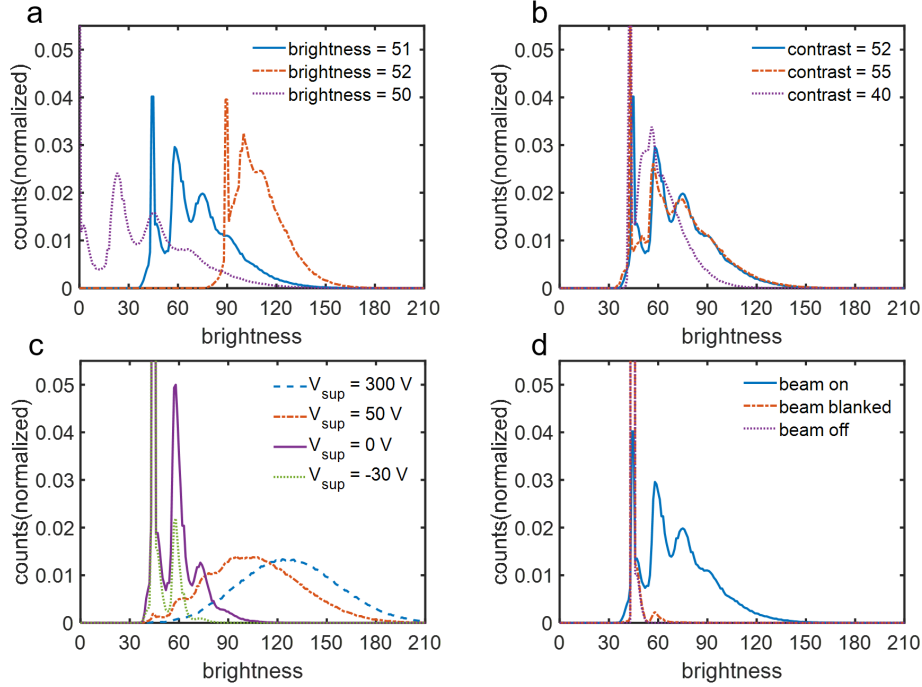 a
0.05
0.04
0.03
0.02
0.01
0
0 30 60 90 120 150 180 210
counts(normalized)
brightness
brightness = 51
brightness = 52
brightness = 50
b
0.05
0.04
0.03
0.02
0.01
0
0 30 60 90 120 150 180 210
counts(normalized)
brightness
contrast = 52
contrast = 55
contrast = 40
c
0.05
0.04
0.03
0.02
0.01
0
0 30 60 90 120 150 180 210
counts(normalized)
brightness
V_sup = 300 V
V_sup = 50 V
V_sup = 0 V
V_sup = -30 V
d
0.05
0.04
0.03
0.02
0.01
0
0 30 60 90 120 150 180 210
counts(normalized)
brightness
beam on
beam blanked
beam off